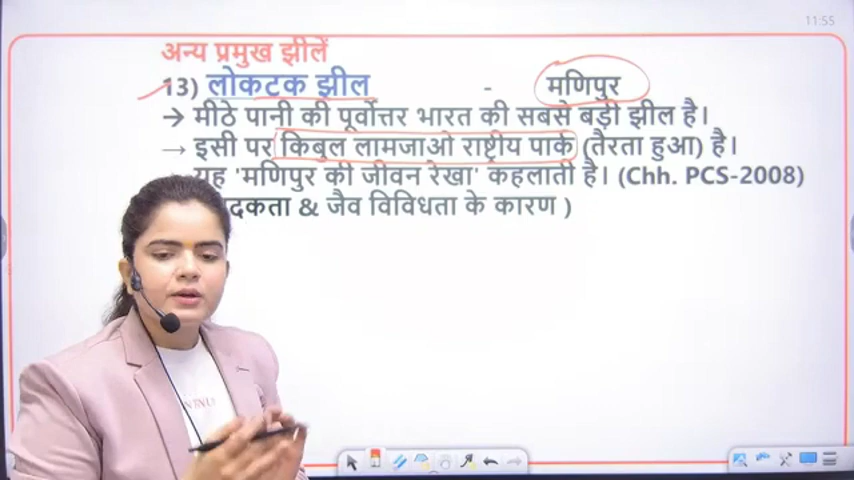 11:55
अन्य प्रमुख झीलें
13) लोकटक झील - मणिपुर
→ मीठे पानी की पूर्वोत्तर भारत की सबसे बड़ी झील है।
→ इसी पर किबुल लामजाओ राष्ट्रीय पार्क (तैरता हुआ) है।
यह 'मणिपुर की जीवन रेखा' कहलाती है। (Chh. PCS-2008)
& जैव विविधता के कारण )